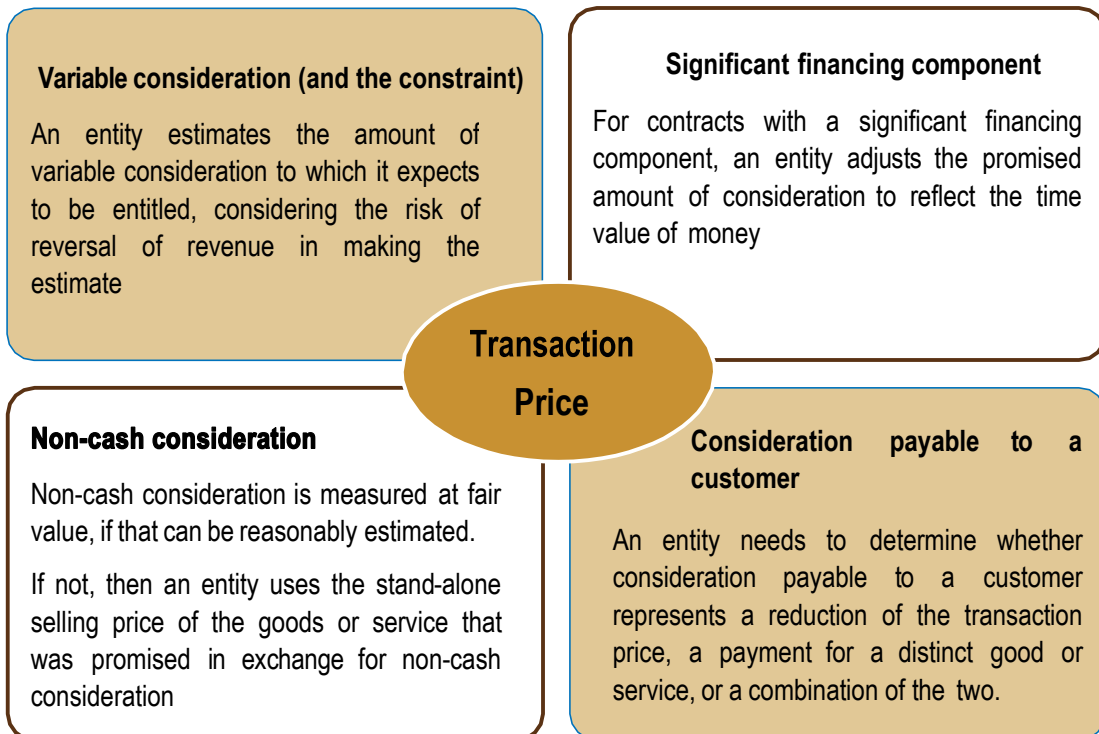 Variable consideration (and the constraint)
An entity estimates the amount of
variable consideration to which it expects
to be entitled, considering the risk of
reversal of revenue in making the
estimate
Significant financing component
For contracts with a significant financing
component, an entity adjusts the promised
amount of consideration to reflect the time
value of money
Transaction
Price
Non-cash consideration
Non-cash consideration is measured at fair
value, if that can be reasonably estimated.
If not, then an entity uses the stand-alone
selling price of the goods or service that
was promised in exchange for non-cash
consideration
Consideration payable to a
customer
An entity needs to determine whether
consideration payable to a customer
represents a reduction of the transaction
price, a payment for a distinct good or
service, or a combination of the two.